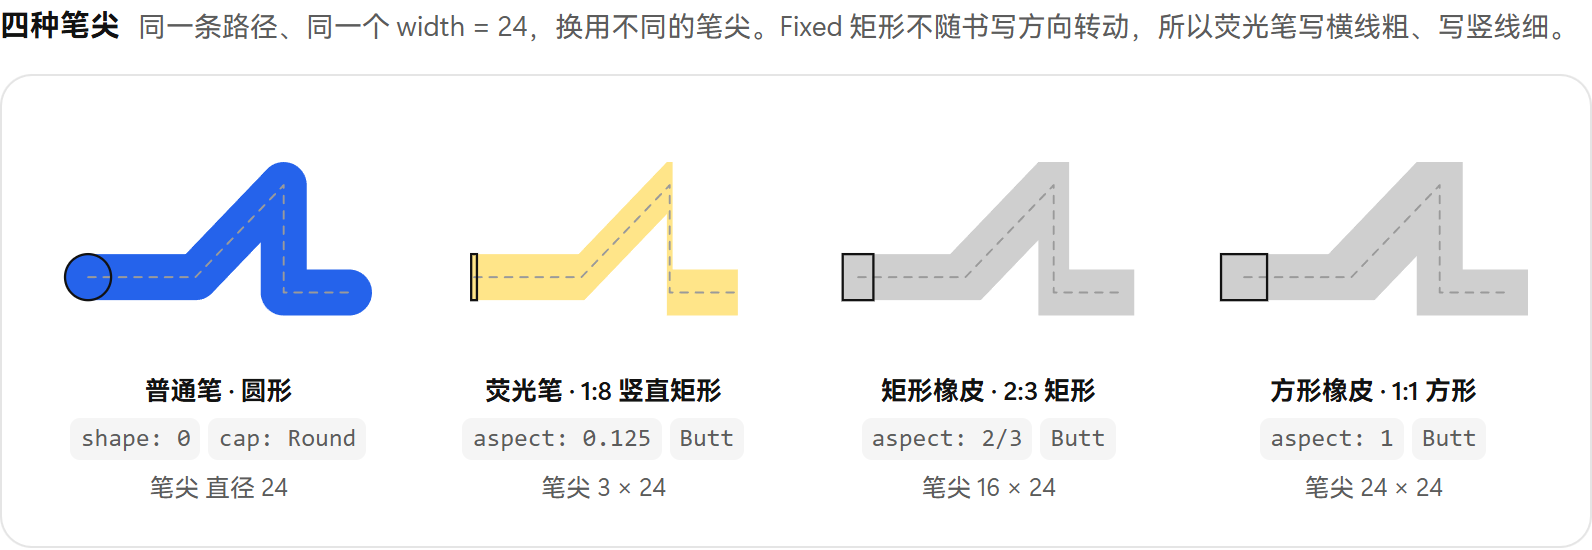 四种笔尖 同一条路径、同一个 width = 24，换用不同的笔尖。Fixed 矩形不随书写方向转动，所以荧光笔写横线粗、写竖线细。
普通笔 · 圆形
shape: 0 cap: Round
笔尖 直径 24
荧光笔 · 1:8 竖直矩形
aspect: 0.125 Butt
笔尖 3 × 24
矩形橡皮 · 2:3 矩形
aspect: 2/3 Butt
笔尖 16 × 24
方形橡皮 · 1:1 方形
aspect: 1 Butt
笔尖 24 × 24